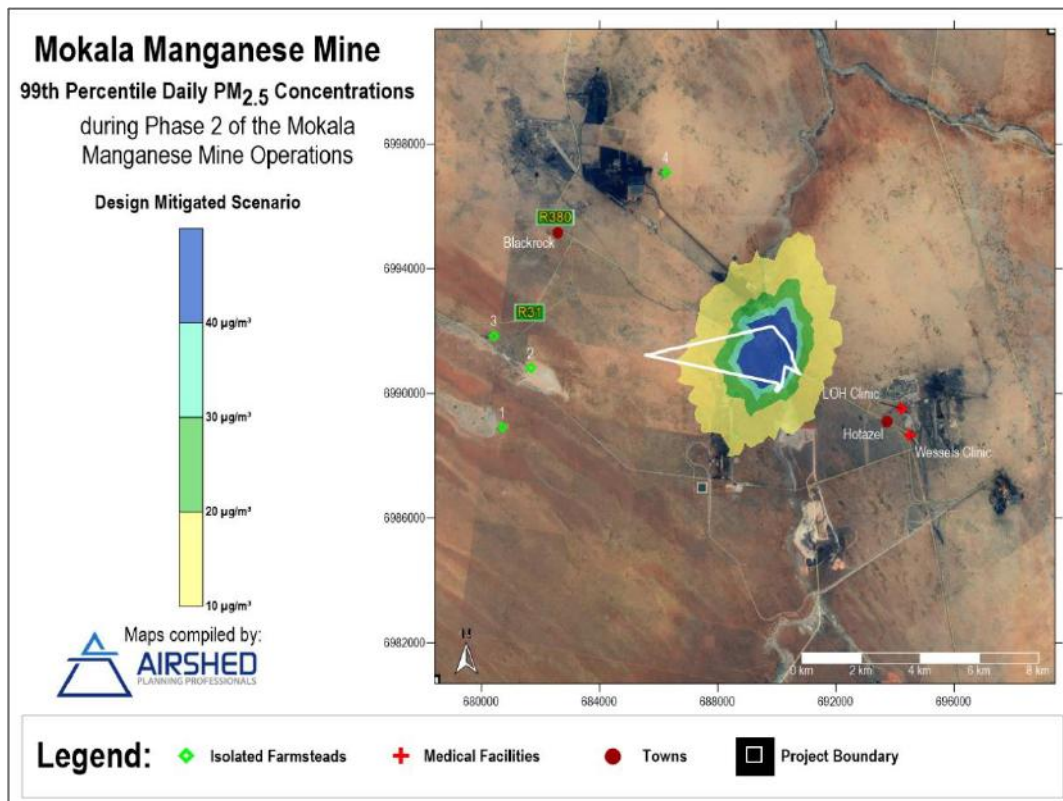 Mokala Manganese Mine
99th Percentile Daily PM2.5 Concentrations
during Phase 2 of the Mokala
Manganese Mine Operations
Design Mitigated Scenario
40 µg/m³
30 µg/m³
20 µg/m³
10 µg/m³
Maps compiled by:
AIRSHED
PLANNING PROFESSIONALS
6998000
6994000
6990000
6986000
6982000
4
R380
Blackrock
R31
3
2
1
LOH Clinic
Hotazel
Wessels Clinic
N
0 km 2 km 4 km 6 km 8 km
680000 684000 688000 692000 696000
Legend: Isolated Farmsteads Medical Facilities Towns Project Boundary